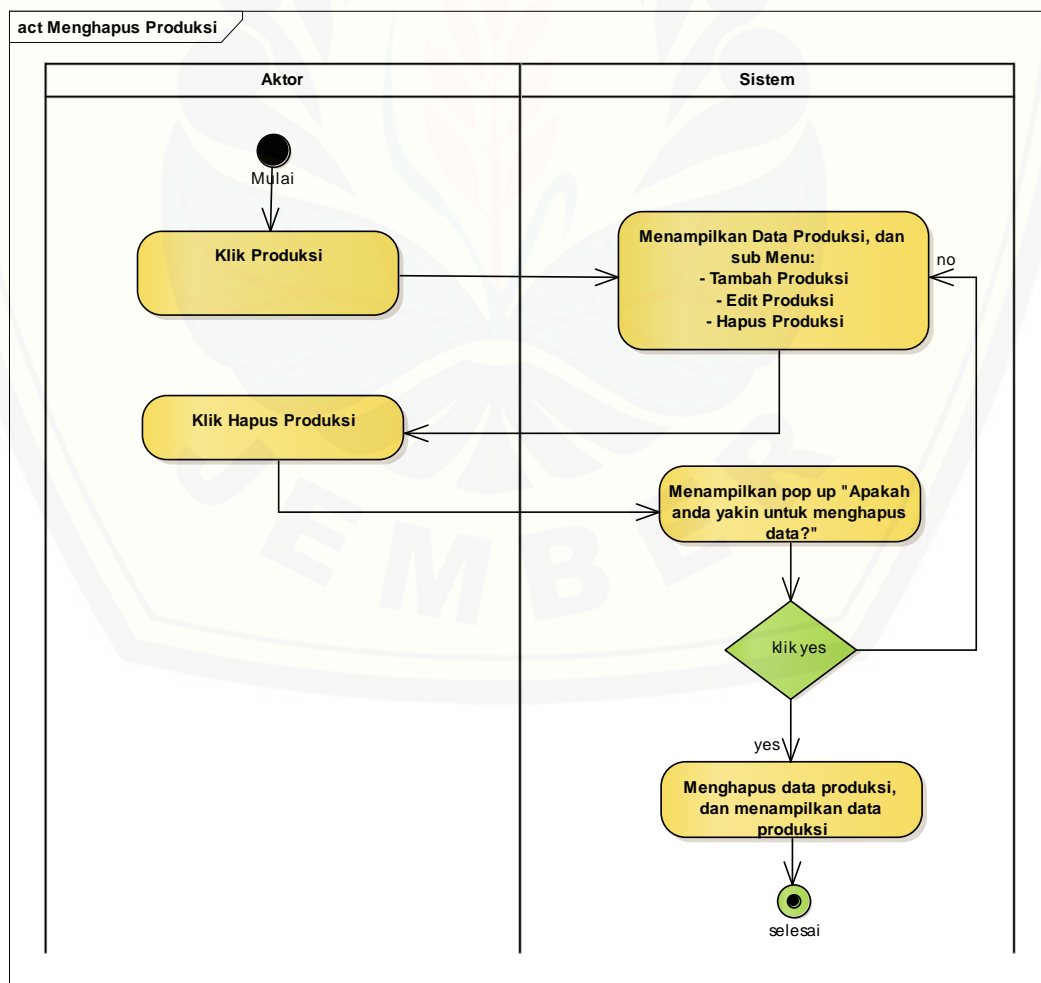 act Menghapus Produksi
Aktor
Sistem
Mulai
Klik Produksi
Menampilkan Data Produksi, dan
sub Menu:
- Tambah Produksi
- Edit Produksi
- Hapus Produksi
no
Klik Hapus Produksi
Menampilkan pop up "Apakah
anda yakin untuk menghapus
data?"
klik yes
yes
Menghapus data produksi,
dan menampilkan data
produksi
selesai
JEMBER